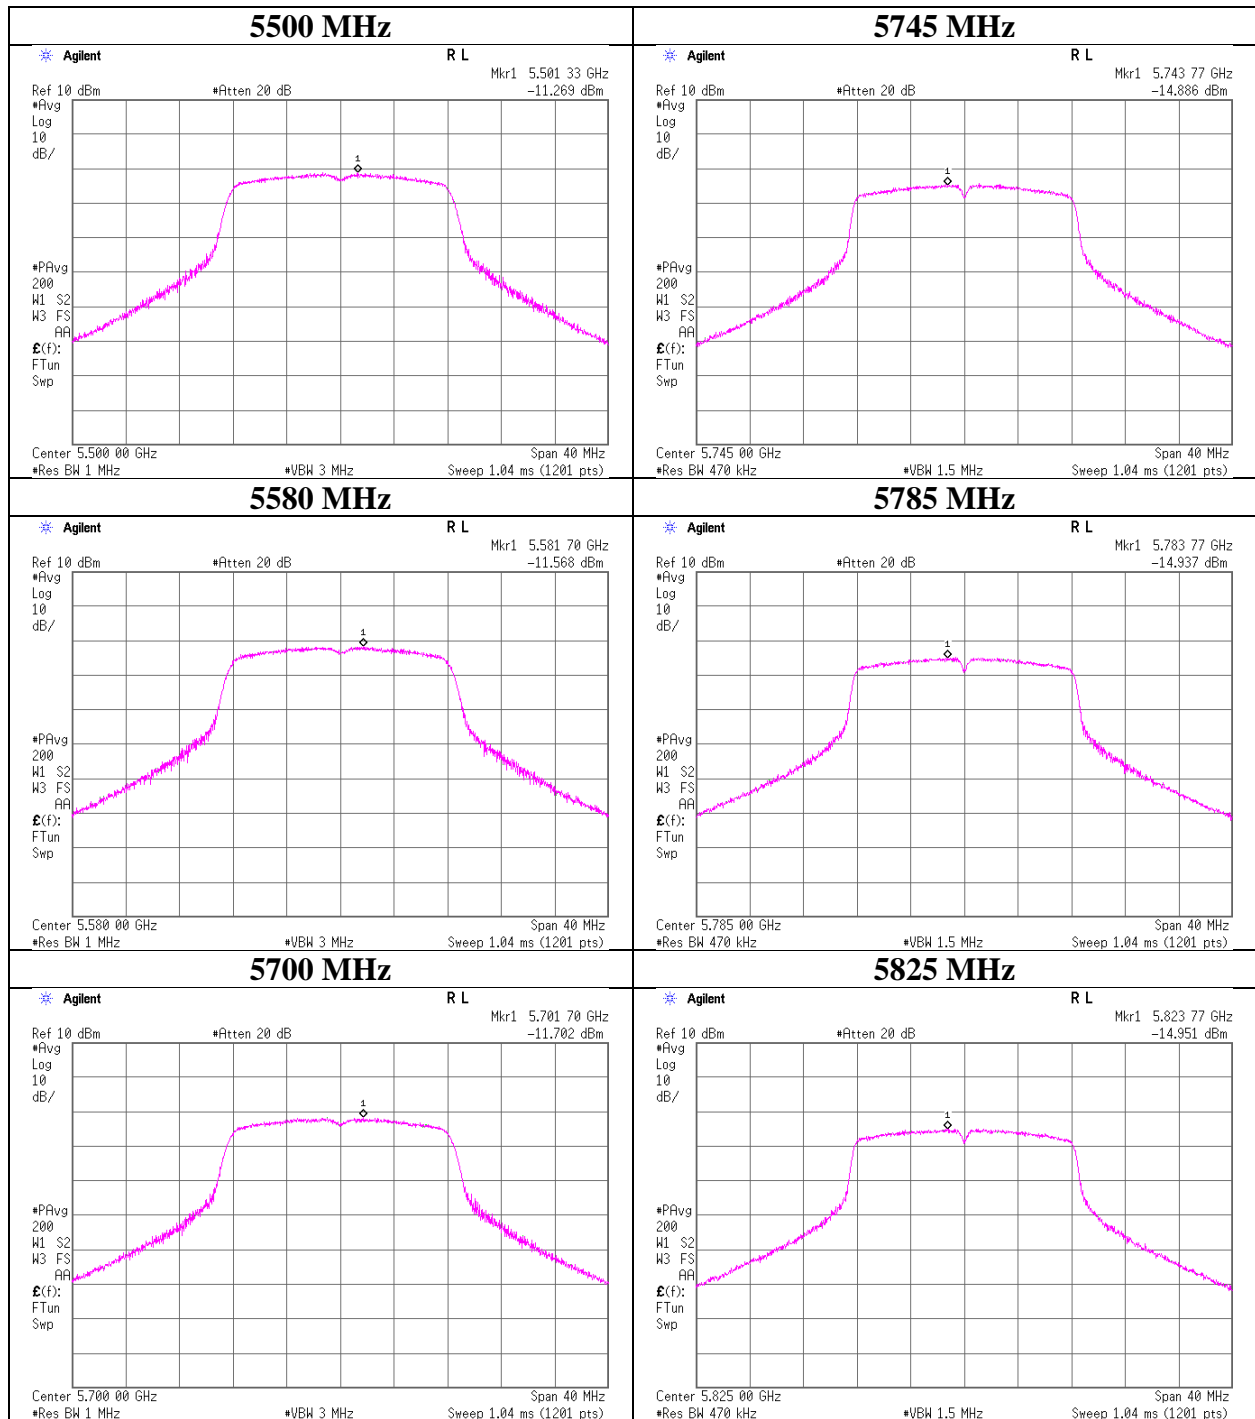 5500 MHz
Agilent
R L
Mkr1 5.501 33 GHz
Ref 10 dBm
#Atten 20 dB
-11.269 dBm
#Avg
Log
10
dB/
1
#PAvg
200
W1 S2
W3 FS
AA
£(f):
FTun
Swp
Center 5.500 00 GHz
Span 40 MHz
#Res BW 1 MHz
#VBW 3 MHz
Sweep 1.04 ms (1201 pts)
5745 MHz
Agilent
R L
Mkr1 5.743 77 GHz
Ref 10 dBm
#Atten 20 dB
-14.886 dBm
#Avg
Log
10
dB/
1
#PAvg
200
W1 S2
W3 FS
AA
£(f):
FTun
Swp
Center 5.745 00 GHz
Span 40 MHz
#Res BW 470 kHz
#VBW 1.5 MHz
Sweep 1.04 ms (1201 pts)
5580 MHz
Agilent
R L
Mkr1 5.581 70 GHz
Ref 10 dBm
#Atten 20 dB
-11.568 dBm
#Avg
Log
10
dB/
1
#PAvg
200
W1 S2
W3 FS
AA
£(f):
FTun
Swp
Center 5.580 00 GHz
Span 40 MHz
#Res BW 1 MHz
#VBW 3 MHz
Sweep 1.04 ms (1201 pts)
5785 MHz
Agilent
R L
Mkr1 5.783 77 GHz
Ref 10 dBm
#Atten 20 dB
-14.937 dBm
#Avg
Log
10
dB/
1
#PAvg
200
W1 S2
W3 FS
AA
£(f):
FTun
Swp
Center 5.785 00 GHz
Span 40 MHz
#Res BW 470 kHz
#VBW 1.5 MHz
Sweep 1.04 ms (1201 pts)
5700 MHz
Agilent
R L
Mkr1 5.701 70 GHz
Ref 10 dBm
#Atten 20 dB
-11.702 dBm
#Avg
Log
10
dB/
1
#PAvg
200
W1 S2
W3 FS
AA
£(f):
FTun
Swp
Center 5.700 00 GHz
Span 40 MHz
#Res BW 1 MHz
#VBW 3 MHz
Sweep 1.04 ms (1201 pts)
5825 MHz
Agilent
R L
Mkr1 5.823 77 GHz
Ref 10 dBm
#Atten 20 dB
-14.951 dBm
#Avg
Log
10
dB/
1
#PAvg
200
W1 S2
W3 FS
AA
£(f):
FTun
Swp
Center 5.825 00 GHz
Span 40 MHz
#Res BW 470 kHz
#VBW 1.5 MHz
Sweep 1.04 ms (1201 pts)